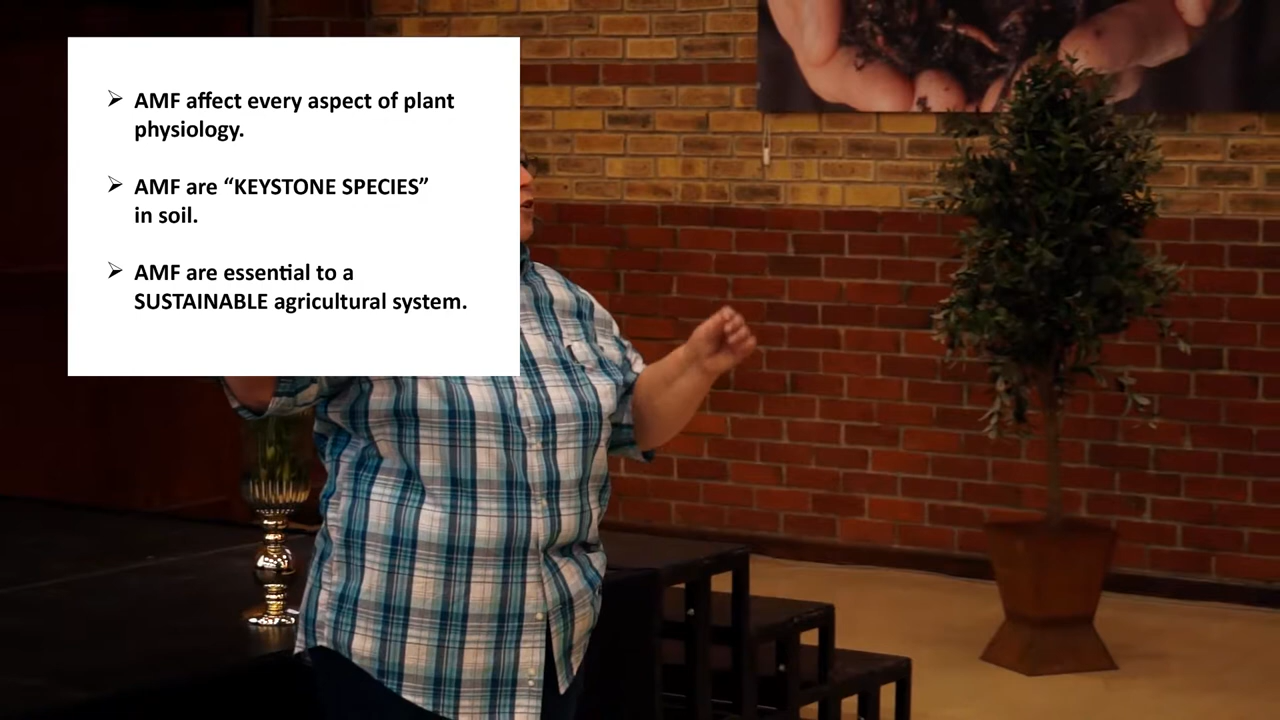 ➢ AMF affect every aspect of plant
physiology.
➢ AMF are “KEYSTONE SPECIES”
in soil.
➢ AMF are essential to a
SUSTAINABLE agricultural system.